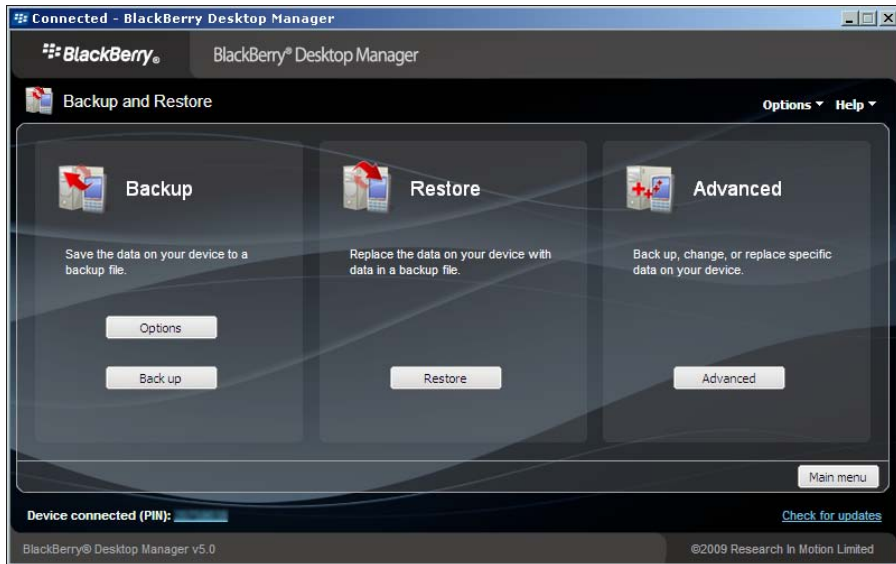 Connected - BlackBerry Desktop Manager
BlackBerry®
BlackBerry® Desktop Manager
Backup and Restore
Options
Help
Backup
Save the data on your device to a
backup file.
Options
Back up
Restore
Replace the data on your device with
data in a backup file.
Restore
Advanced
Back up, change, or replace specific
data on your device.
Advanced
Main menu
Device connected (PIN):
Check for updates
BlackBerry® Desktop Manager v5.0
©2009 Research In Motion Limited